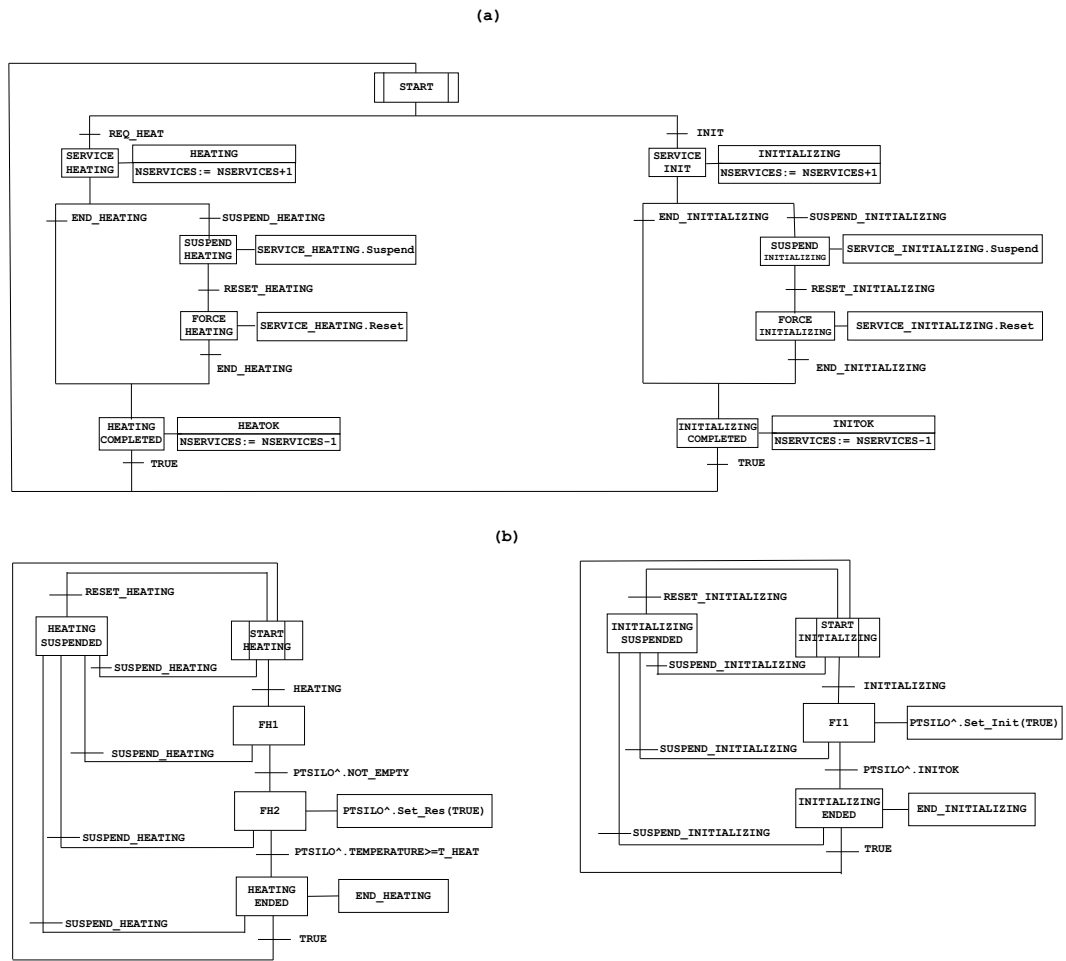 (a)
START
REQ_HEAT
INIT
SERVICE
HEATING
HEATING
NSERVICES:= NSERVICES+1
SERVICE
INIT
INITIALIZING
NSERVICES:= NSERVICES+1
END_HEATING
SUSPEND_HEATING
END_INITIALIZING
SUSPEND_INITIALIZING
SUSPEND
HEATING
SERVICE_HEATING.Suspend
SUSPEND
INITIALIZING
SERVICE_INITIALIZING.Suspend
RESET_HEATING
RESET_INITIALIZING
FORCE
HEATING
SERVICE_HEATING.Reset
FORCE
INITIALIZING
SERVICE_INITIALIZING.Reset
END_HEATING
END_INITIALIZING
HEATING
COMPLETED
HEATOK
NSERVICES:= NSERVICES-1
INITIALIZING
COMPLETED
INITOK
NSERVICES:= NSERVICES-1
TRUE
TRUE
(b)
RESET_HEATING
HEATING
SUSPENDED
START
HEATING
SUSPEND_HEATING
HEATING
FH1
SUSPEND_HEATING
PTSILO^.NOT_EMPTY
FH2
PTSILO^.Set_Res(TRUE)
SUSPEND_HEATING
PTSILO^.TEMPERATURE>=T_HEAT
HEATING
ENDED
END_HEATING
SUSPEND_HEATING
TRUE
RESET_INITIALIZING
INITIALIZING
SUSPENDED
START
INITIALIZING
SUSPEND_INITIALIZING
INITIALIZING
FI1
PTSILO^.Set_Init(TRUE)
SUSPEND_INITIALIZING
PTSILO^.INITOK
INITIALIZING
ENDED
END_INITIALIZING
SUSPEND_INITIALIZING
TRUE